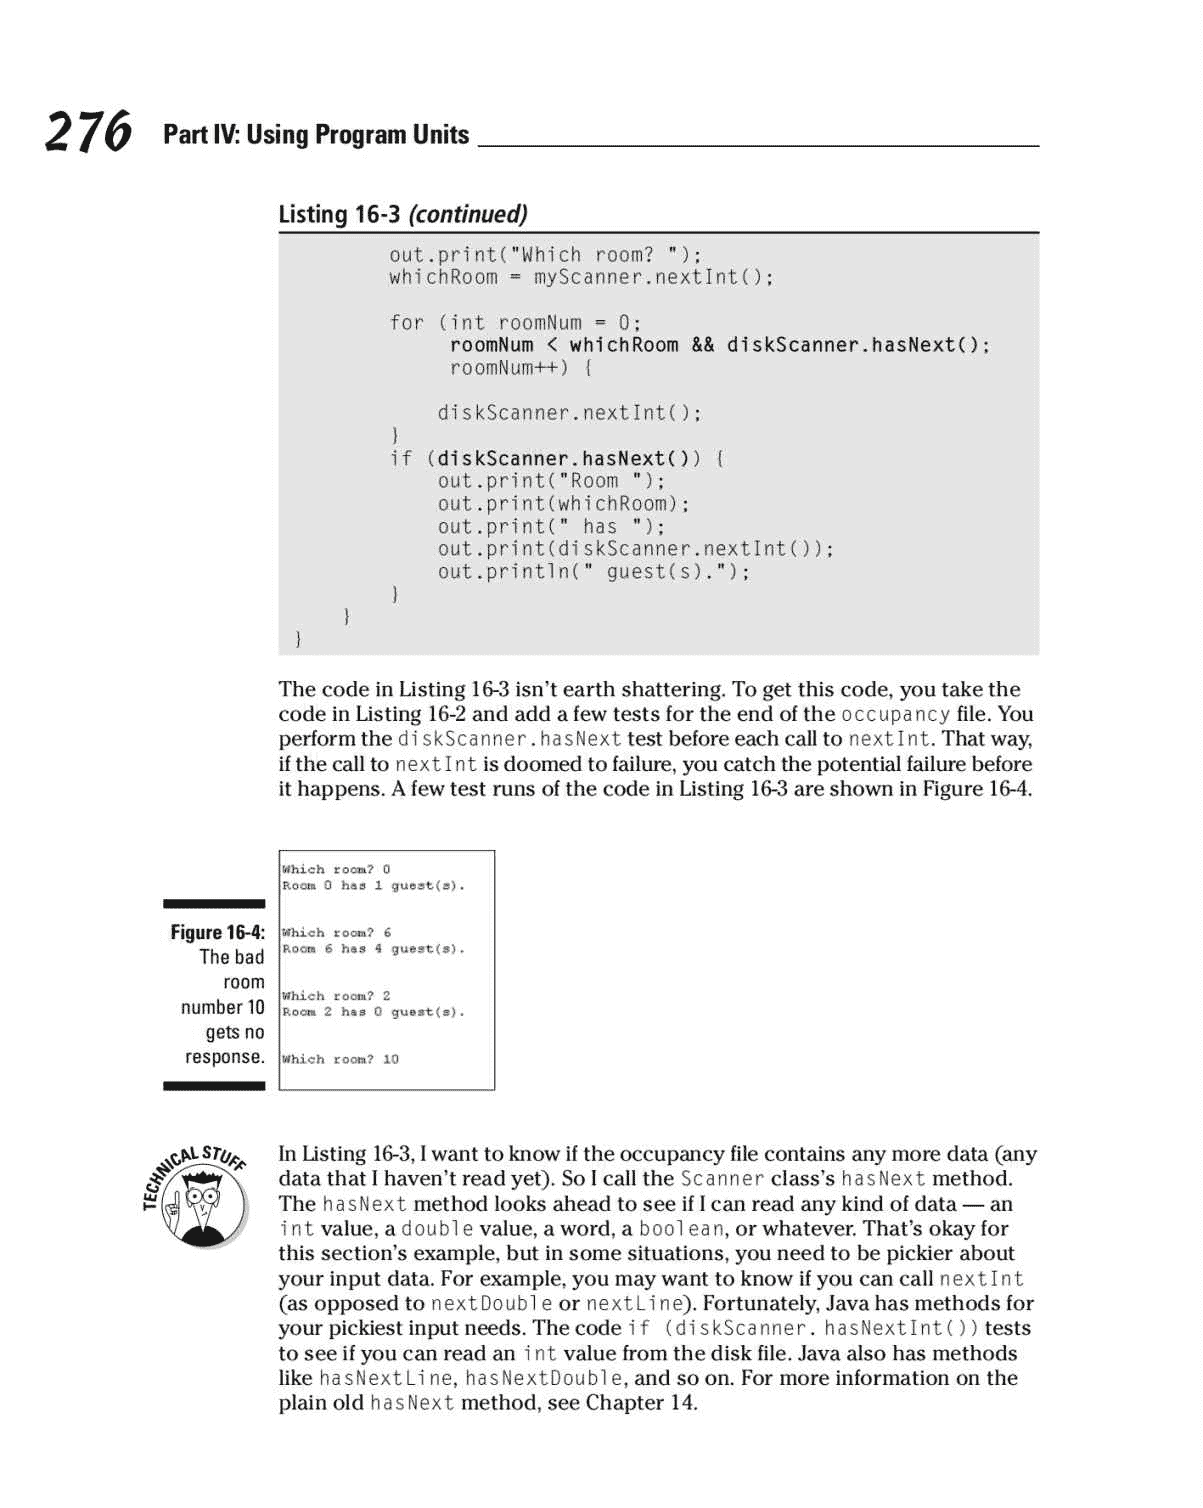 276 Part IV: Using Program Units
Listing 16-3 (continued)
out.print("Which room? ");
whichRoom = myScanner.nextInt();
for (int roomNum = 0;
roomNum < whichRoom && diskScanner.hasNext();
roomNum++) {
diskScanner.nextInt();
}
if (diskScanner.hasNext()) {
out.print("Room ");
out.print(whichRoom);
out.print(" has ");
out.print(diskScanner.nextInt());
out.println(" guest(s).");
}
}
}
The code in Listing 16-3 isn't earth shattering. To get this code, you take the
code in Listing 16-2 and add a few tests for the end of the occupancy file. You
perform the diskScanner.hasNext test before each call to nextInt. That way,
if the call to nextInt is doomed to failure, you catch the potential failure before
it happens. A few test runs of the code in Listing 16-3 are shown in Figure 16-4.
Figure 16-4:
The bad
room
number 10
gets no
response.
Which room? 0
Room 0 has 1 guest(s).
Which room? 6
Room 6 has 4 guest(s).
Which room? 2
Room 2 has 0 guest(s).
Which room? 10
TECHNICAL STUFF
In Listing 16-3, I want to know if the occupancy file contains any more data (any
data that I haven't read yet). So I call the Scanner class's hasNext method.
The hasNext method looks ahead to see if I can read any kind of data — an
int value, a double value, a word, a boolean, or whatever. That's okay for
this section's example, but in some situations, you need to be pickier about
your input data. For example, you may want to know if you can call nextInt
(as opposed to nextDouble or nextLine). Fortunately, Java has methods for
your pickiest input needs. The code if (diskScanner. hasNextInt()) tests
to see if you can read an int value from the disk file. Java also has methods
like hasNextLine, hasNextDouble, and so on. For more information on the
plain old hasNext method, see Chapter 14.